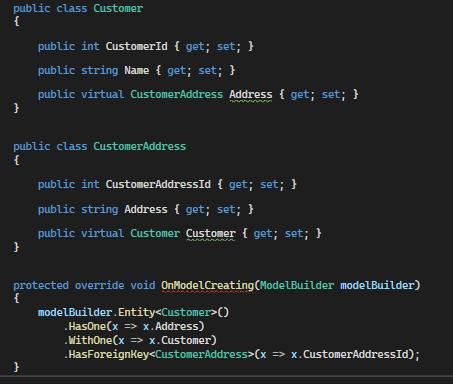 public class Customer
{
public int CustomerId { get; set; }
public string Name { get; set; }
public virtual CustomerAddress Address { get; set; }
}
public class CustomerAddress
{
public int CustomerAddressId { get; set; }
public string Address { get; set; }
public virtual Customer Customer { get; set; }
}
protected override void OnModelCreating(ModelBuilder modelBuilder)
{
modelBuilder.Entity<Customer>()
.HasOne(x => x.Address)
.WithOne(x => x.Customer)
.HasForeignKey<CustomerAddress>(x => x.CustomerAddressId);
}